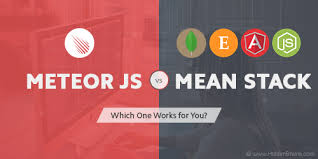 METEOR JS vs MEAN STACK
Which One Works for You?